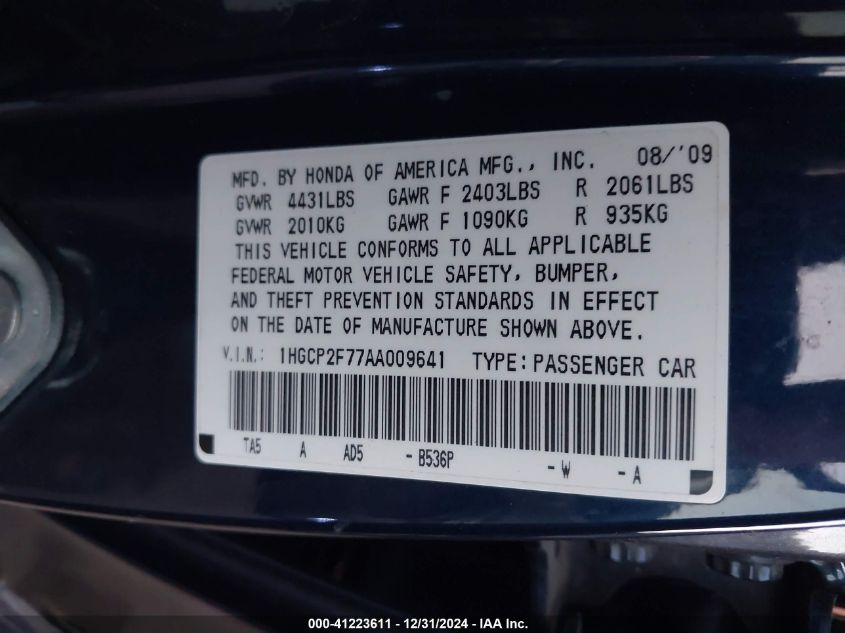 MFD. BY HONDA OF AMERICA MFG., INC. 08/'09
GVWR 4431LBS GAWR F 2403LBS R 2061LBS
GVWR 2010KG GAWR F 1090KG R 935KG
THIS VEHICLE CONFORMS TO ALL APPLICABLE
FEDERAL MOTOR VEHICLE SAFETY, BUMPER,
AND THEFT PREVENTION STANDARDS IN EFFECT
ON THE DATE OF MANUFACTURE SHOWN ABOVE.
V.I.N.: 1HGCP2F77AA009641 TYPE: PASSENGER CAR
TA5 A AD5 - B536P - W - A
000-41223611 - 12/31/2024 - IAA Inc.